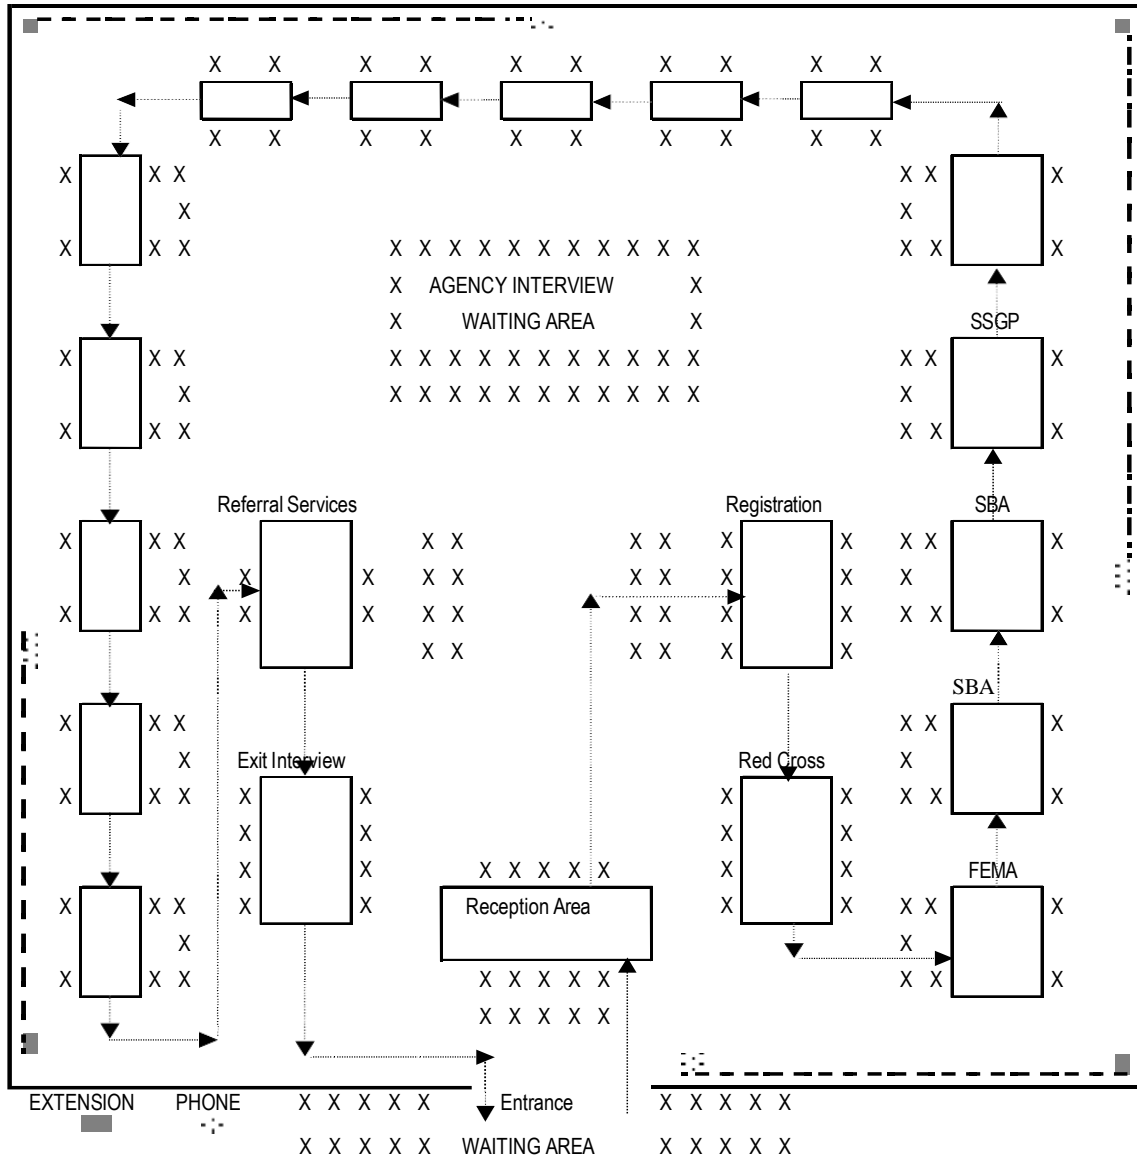 X X X X X X X X X X
X X X X X X X X X X
X X X X X X
X X
X X X X X X X X X X X X X X X X X
X AGENCY INTERVIEW X
X WAITING AREA X SSGP
X X X X X X X X X X X X X X X X X
X X X X X X X X X X X X X
X X X X X X
Referral Services Registration SBA
X X X X X X X X X X X X
X X X X X X X X X X
X X X X X X X X X X X X X X
X X X X X X
SBA
X X X X X X
X Exit Interview Red Cross X
X X X X X X X X X X
X X X X
X X X X X X X X X FEMA
X X X X X Reception Area X X X X X
X X
X X X X X X X X X X X
X X X X X
EXTENSION PHONE X X X X X Entrance X X X X X
X X X X X WAITING AREA X X X X X